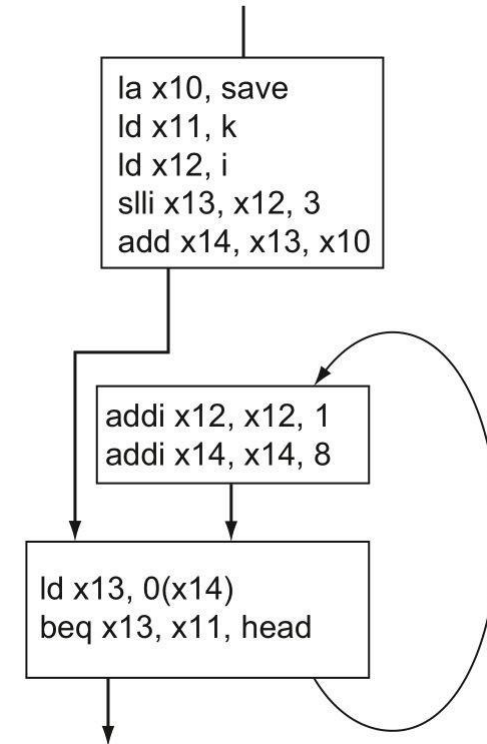 la x10, save
ld x11, k
ld x12, i
slli x13, x12, 3
add x14, x13, x10
addi x12, x12, 1
addi x14, x14, 8
ld x13, 0(x14)
beq x13, x11, head